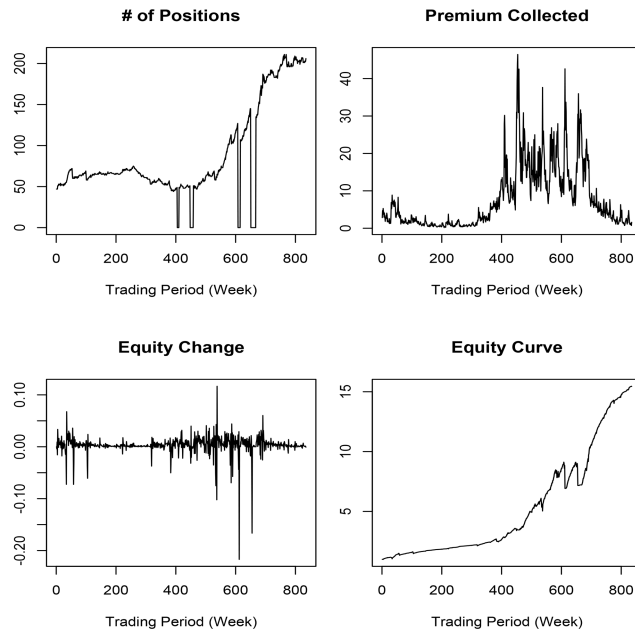 # of Positions
200
150
100
50
0
0 200 400 600 800
Trading Period (Week)
Premium Collected
40
30
20
10
0
0 200 400 600 800
Trading Period (Week)
Equity Change
0.10
0.00
-0.10
-0.20
0 200 400 600 800
Trading Period (Week)
Equity Curve
15
10
5
0 200 400 600 800
Trading Period (Week)